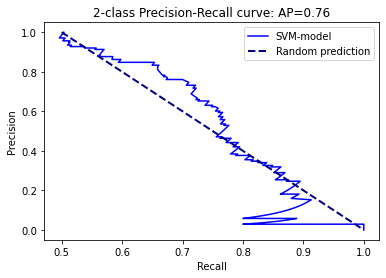 2-class Precision-Recall curve: AP=0.76
SVM-model
Random prediction
Precision
1.0
0.8
0.6
0.4
0.2
0.0
0.5
0.6
0.7
0.8
0.9
1.0
Recall